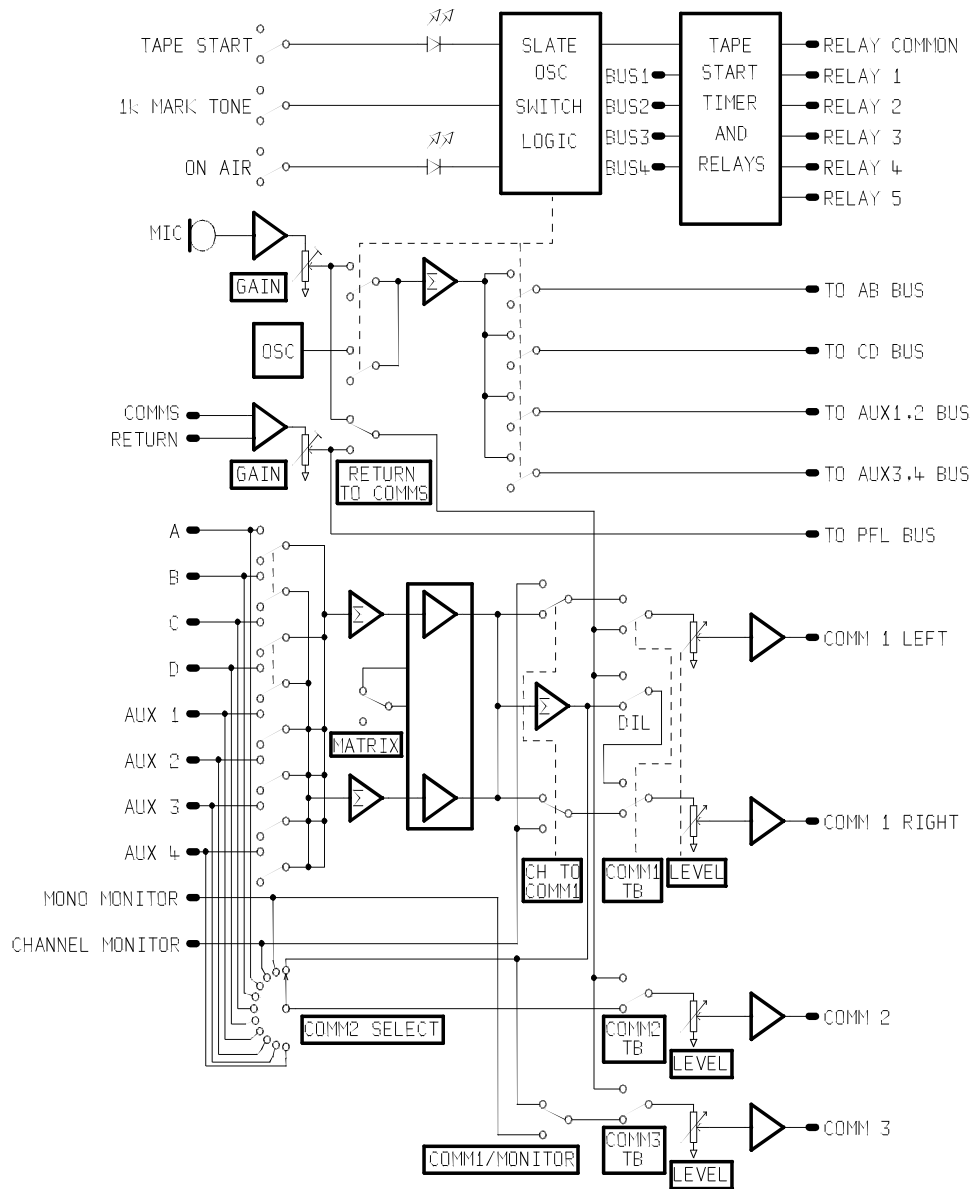 TAPE START
SLATE
OSC
SWITCH
LOGIC
TAPE
START
TIMER
AND
RELAYS
RELAY COMMON
BUS1
RELAY 1
1k MARK TONE
BUS2
RELAY 2
BUS3
RELAY 3
ON AIR
BUS4
RELAY 4
RELAY 5
MIC
GAIN
Σ
TO AB BUS
OSC
TO CD BUS
COMMS
RETURN
TO AUX1.2 BUS
GAIN
RETURN
TO COMMS
TO AUX3.4 BUS
A
TO PFL BUS
B
C
Σ
COMM 1 LEFT
D
AUX 1
Σ
DIL
MATRIX
AUX 2
AUX 3
Σ
COMM 1 RIGHT
AUX 4
CH TO
COMM1
COMM1
TB
LEVEL
MONO MONITOR
CHANNEL MONITOR
COMM2 SELECT
COMM2
TB
COMM 2
LEVEL
COMM1/MONITOR
COMM3
TB
COMM 3
LEVEL